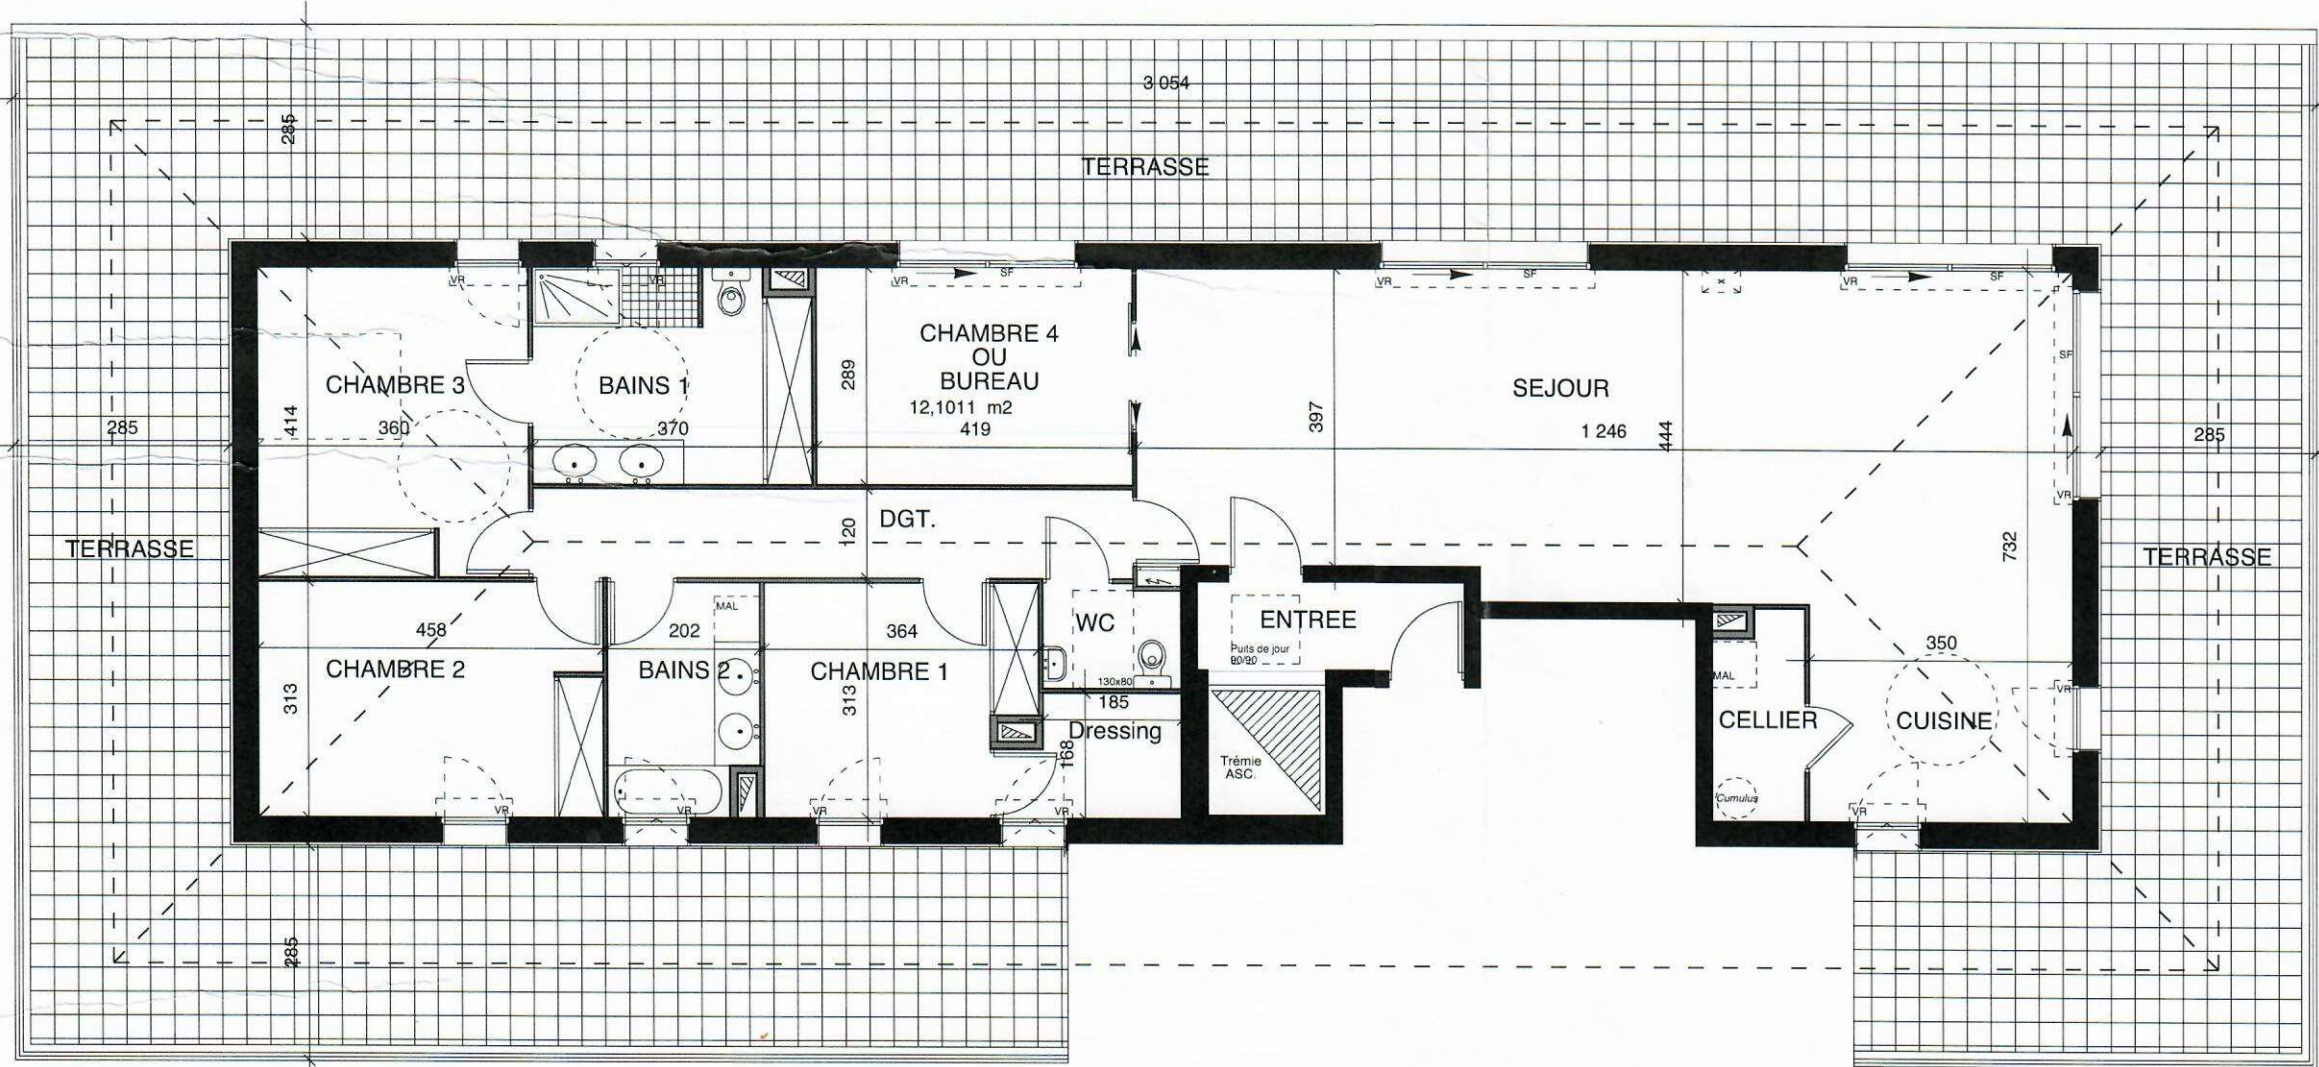 3 054
285
TERRASSE
VR
VR
VR
SF
VR
SF
x
VR
SF
CHAMBRE 3
BAINS 1
CHAMBRE 4
OU
BUREAU
12,1011 m2
419
289
SEJOUR
SF
414
360
370
397
1 246
444
285
285
VR
TERRASSE
DGT.
120
732
TERRASSE
458
MAL
202
364
WC
ENTREE
Puits de jour
90/90
350
CHAMBRE 2
BAINS 2
CHAMBRE 1
130x80
MAL
VR
313
313
185
Dressing
168
CELLIER
CUISINE
Trémie
ASC.
Cumulus
VR
VR
VR
VR
VR
285